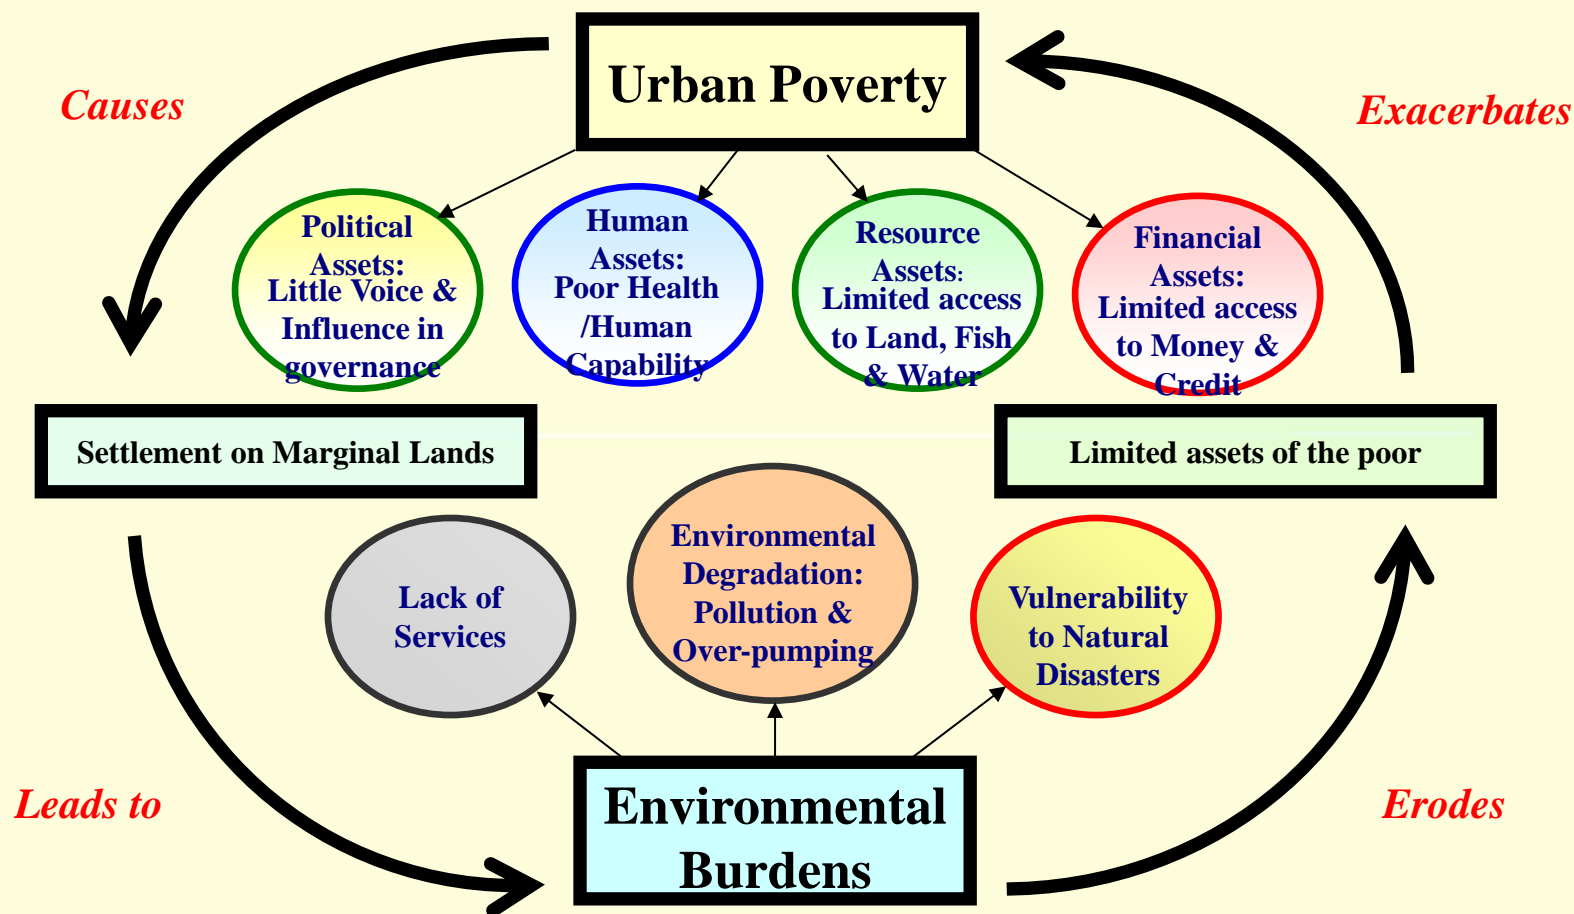 Urban Poverty
Causes
Exacerbates
Political
Assets:
Little Voice &
Influence in
governance
Human
Assets:
Poor Health
/Human
Capability
Resource
Assets:
Limited access
to Land, Fish
& Water
Financial
Assets:
Limited access
to Money &
Credit
Settlement on Marginal Lands
Limited assets of the poor
Lack of
Services
Environmental
Degradation:
Pollution &
Over-pumping
Vulnerability
to Natural
Disasters
Leads to
Erodes
Environmental
Burdens